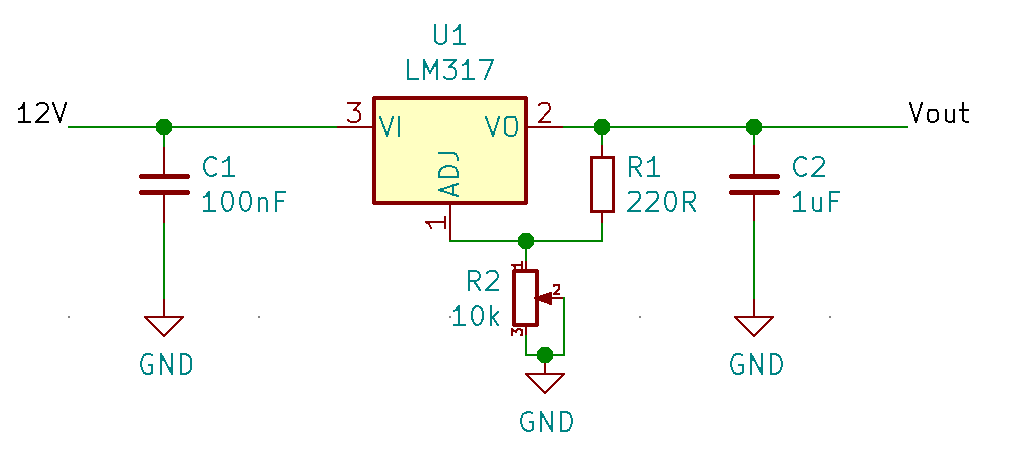 U1
LM317
12V
3
VI
VO
2
Vout
ADJ
1
C1
100nF
R1
220R
C2
1uF
R2
10k
1
2
3
GND
GND
GND